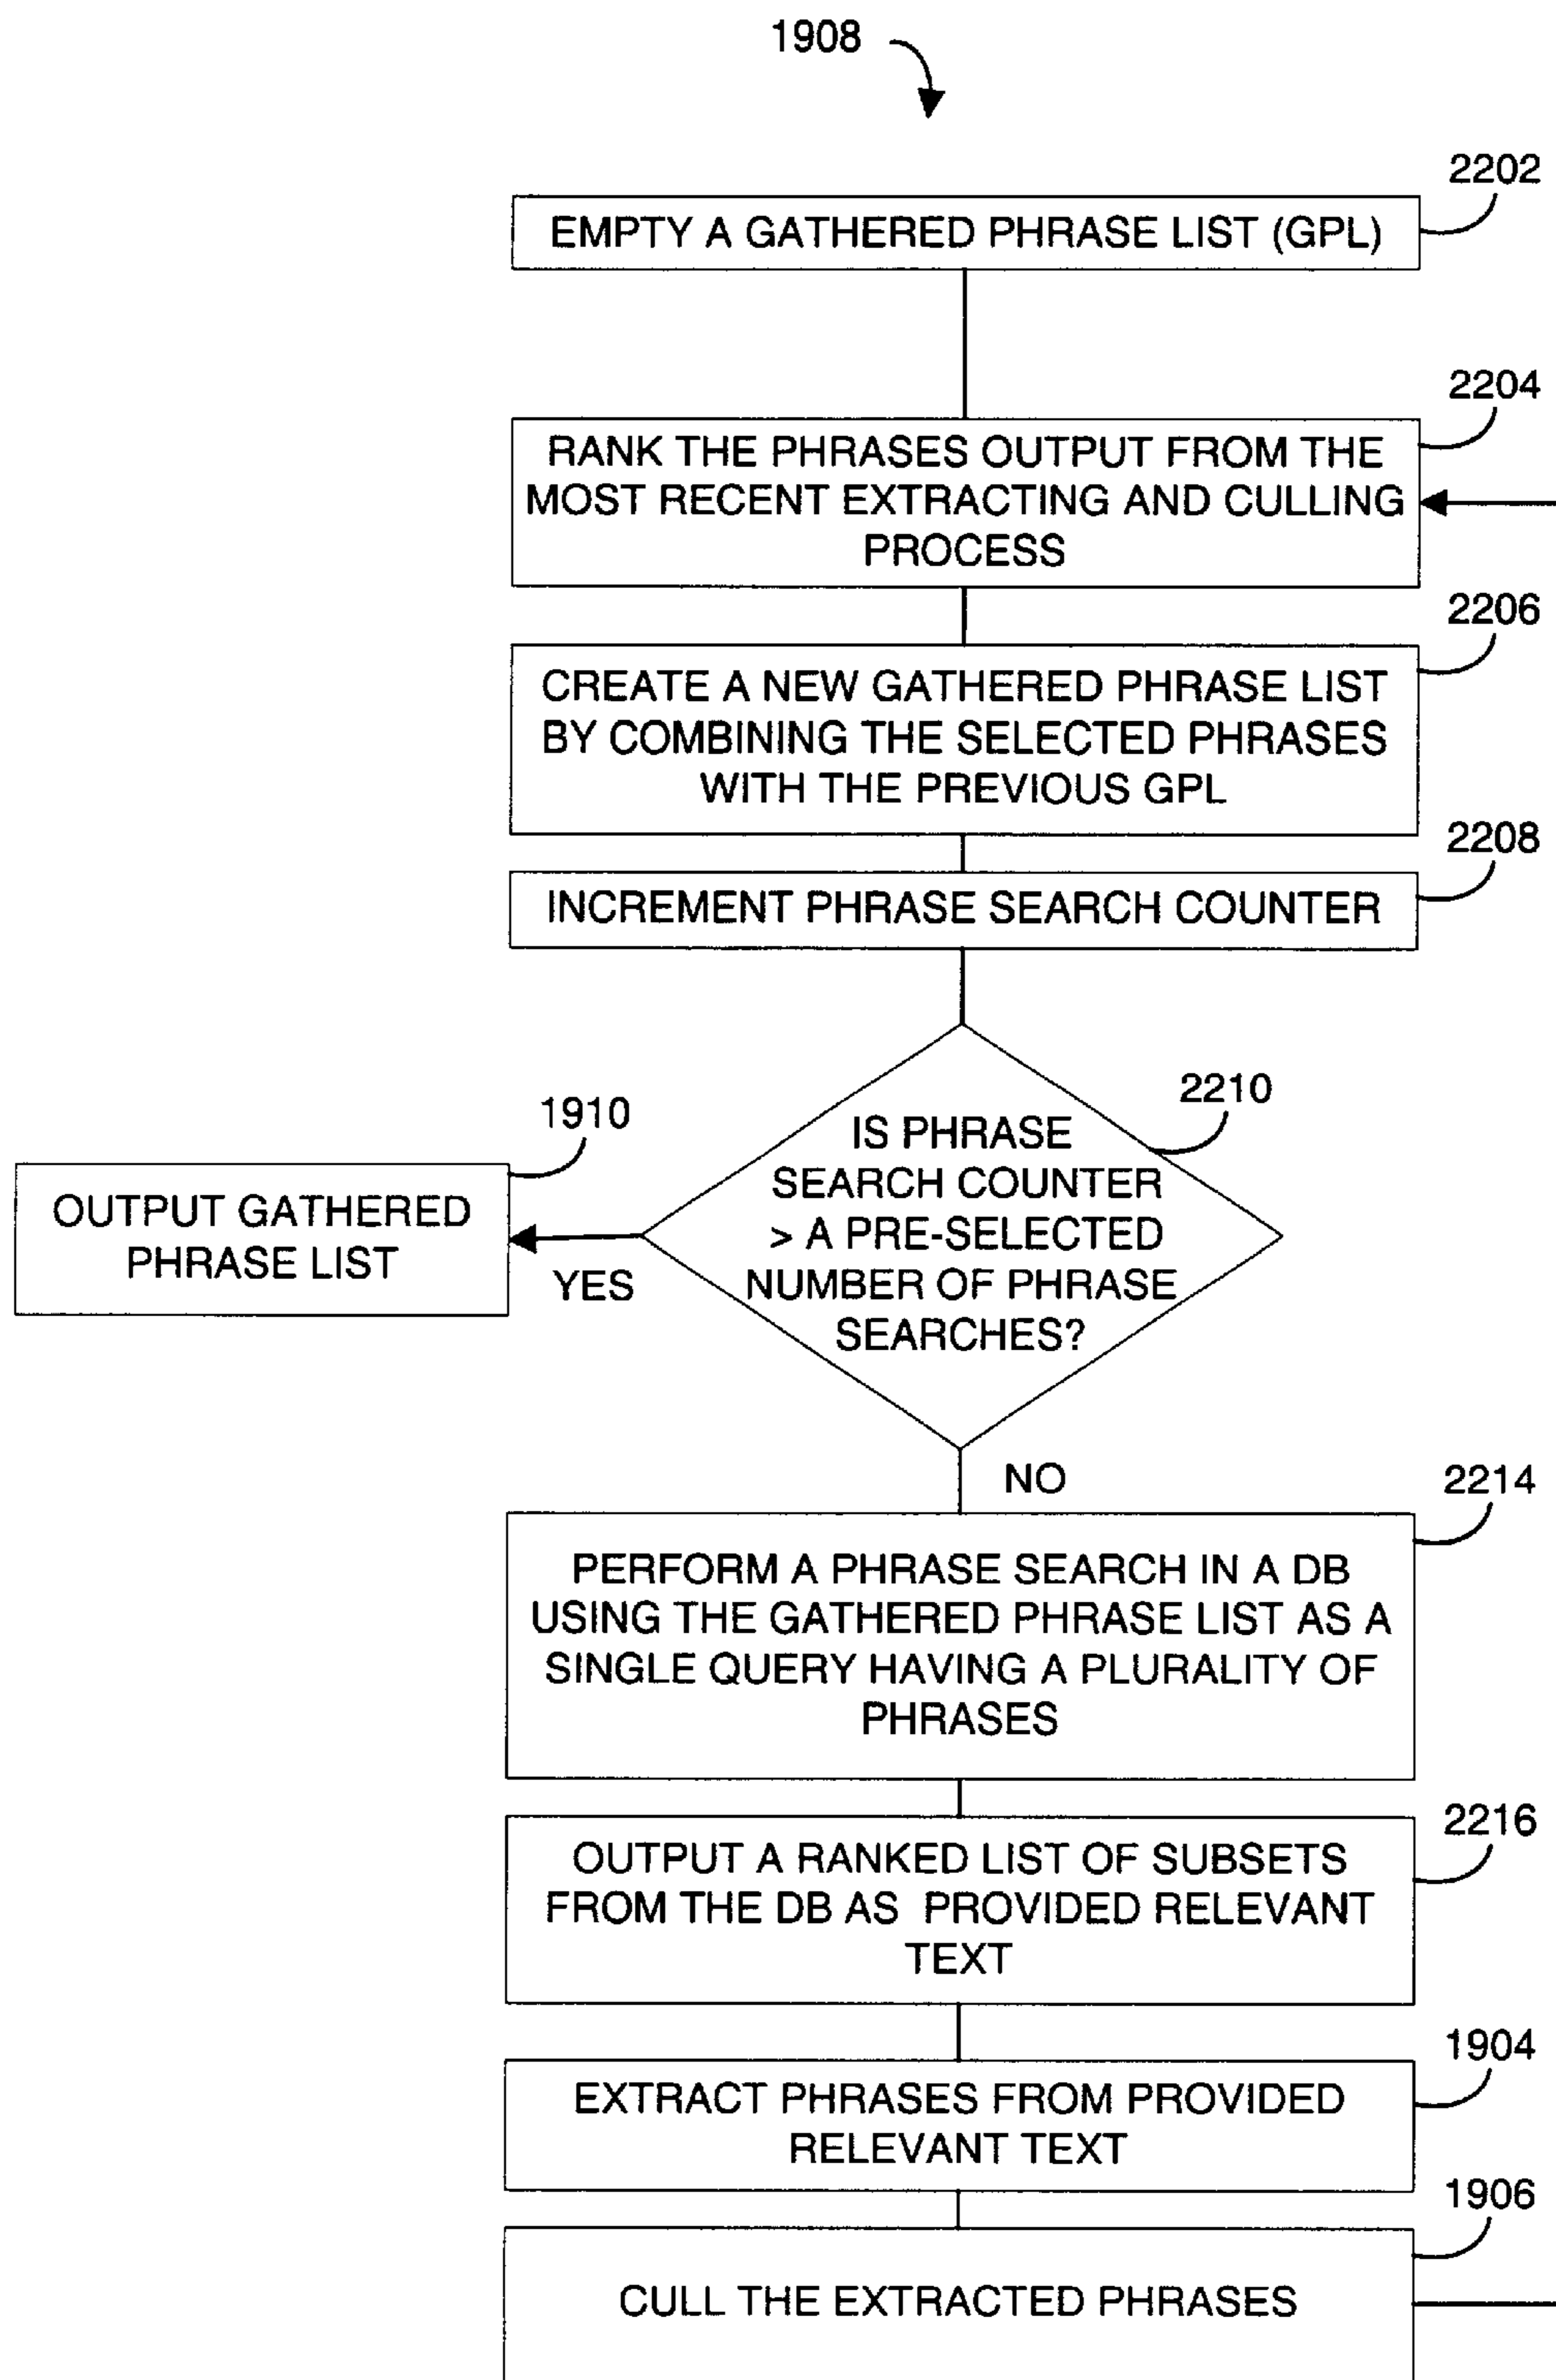 1908
2202
EMPTY A GATHERED PHRASE LIST (GPL)
2204
RANK THE PHRASES OUTPUT FROM THE
MOST RECENT EXTRACTING AND CULLING
PROCESS
2206
CREATE A NEW GATHERED PHRASE LIST
BY COMBINING THE SELECTED PHRASES
WITH THE PREVIOUS GPL
2208
INCREMENT PHRASE SEARCH COUNTER
2210
IS PHRASE
SEARCH COUNTER
> A PRE-SELECTED
NUMBER OF PHRASE
SEARCHES?
1910
OUTPUT GATHERED
PHRASE LIST
YES
NO
2214
PERFORM A PHRASE SEARCH IN A DB
USING THE GATHERED PHRASE LIST AS A
SINGLE QUERY HAVING A PLURALITY OF
PHRASES
2216
OUTPUT A RANKED LIST OF SUBSETS
FROM THE DB AS PROVIDED RELEVANT
TEXT
1904
EXTRACT PHRASES FROM PROVIDED
RELEVANT TEXT
1906
CULL THE EXTRACTED PHRASES